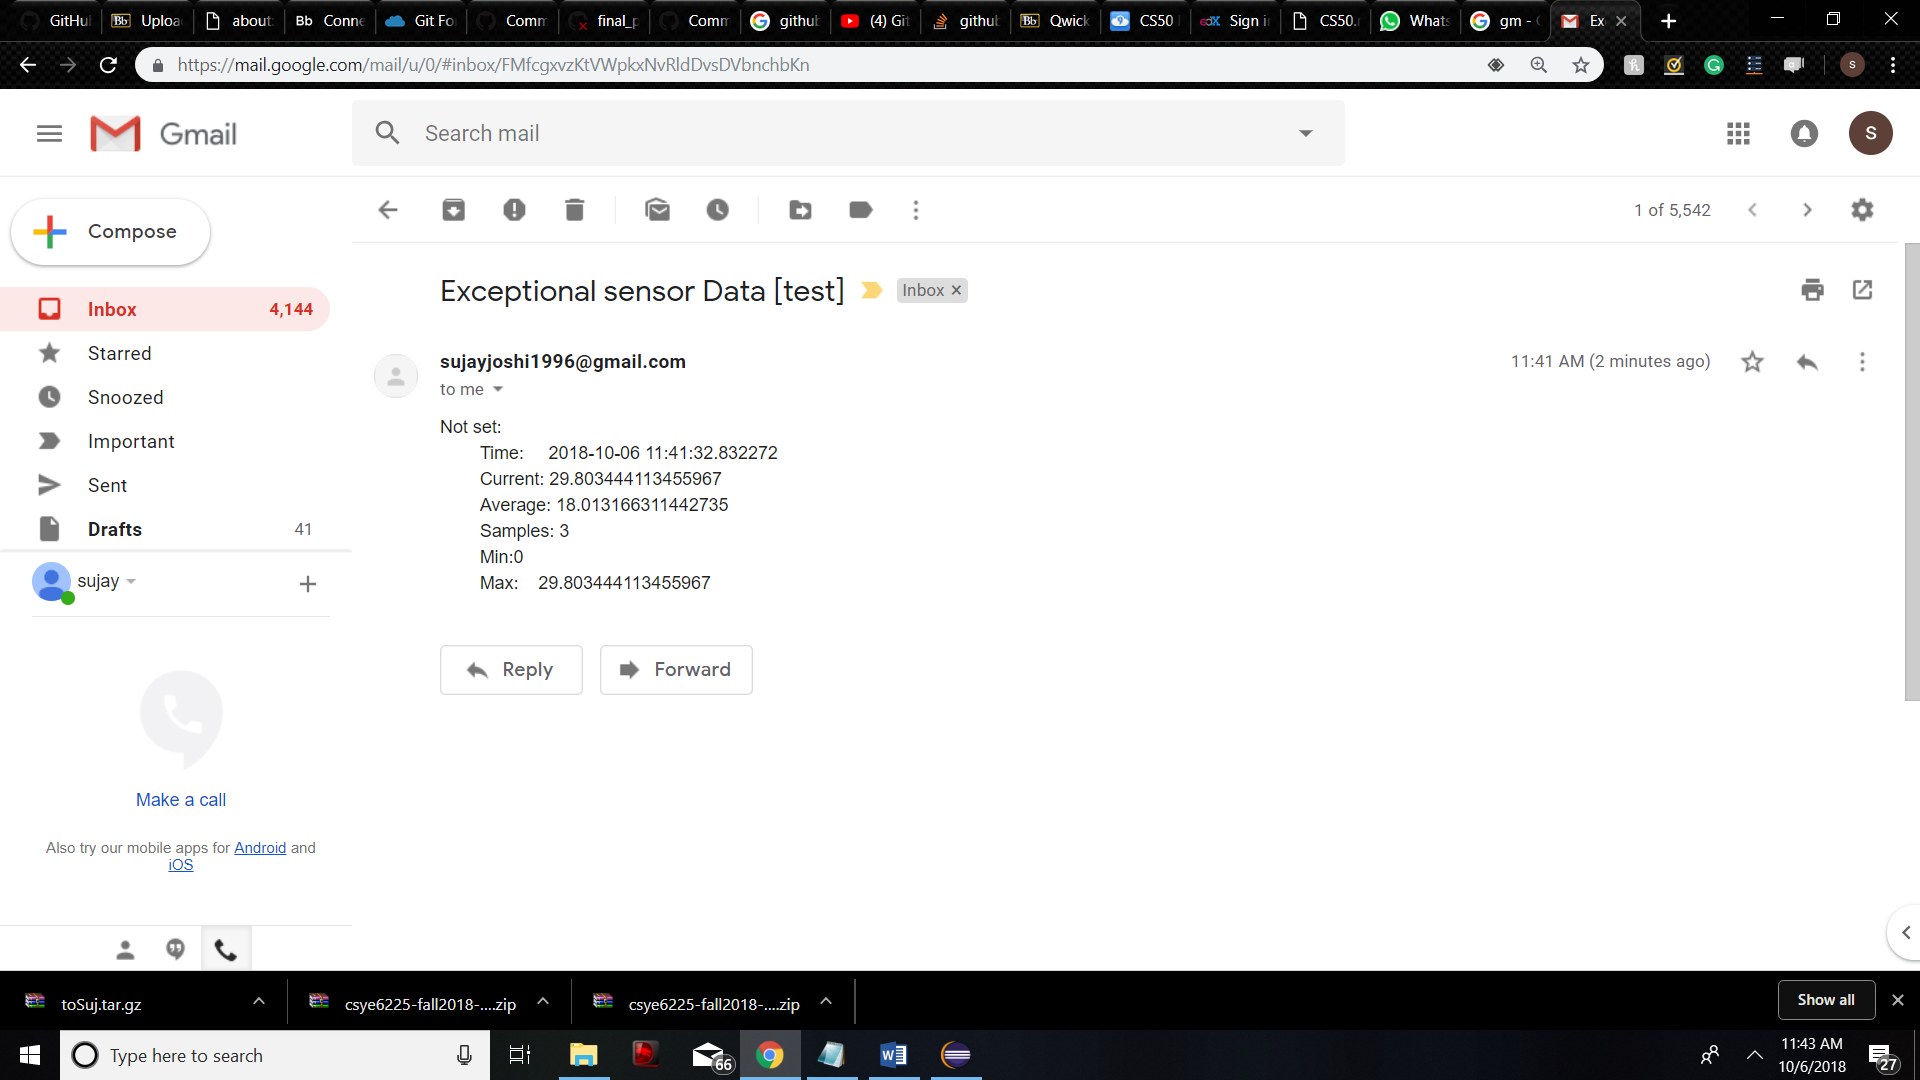 GitHu
Uploa
about:
Bb Conne
Git Fo
Comm
final_p
Comm
github
(4) Git
github
Qwick
CS50
Sign i
CS50.
Whats
gm -
Ex
https://mail.google.com/mail/u/0/#inbox/FMfcgxvzKtVWpkxNvRldDvsDVbnchbKn
S
Gmail
Search mail
S
Compose
1 of 5,542
Inbox 4,144
Starred
Snoozed
Important
Sent
Drafts 41
sujay
Make a call
Also try our mobile apps for Android and
iOS
Exceptional sensor Data [test] Inbox ×
sujayjoshi1996@gmail.com 11:41 AM (2 minutes ago)
to me
Not set:
Time: 2018-10-06 11:41:32.832272
Current: 29.803444113455967
Average: 18.013166311442735
Samples: 3
Min:0
Max: 29.803444113455967
Reply Forward
toSuj.tar.gz csye6225-fall2018-....zip csye6225-fall2018-....zip Show all
Type here to search
66
11:43 AM
10/6/2018
27